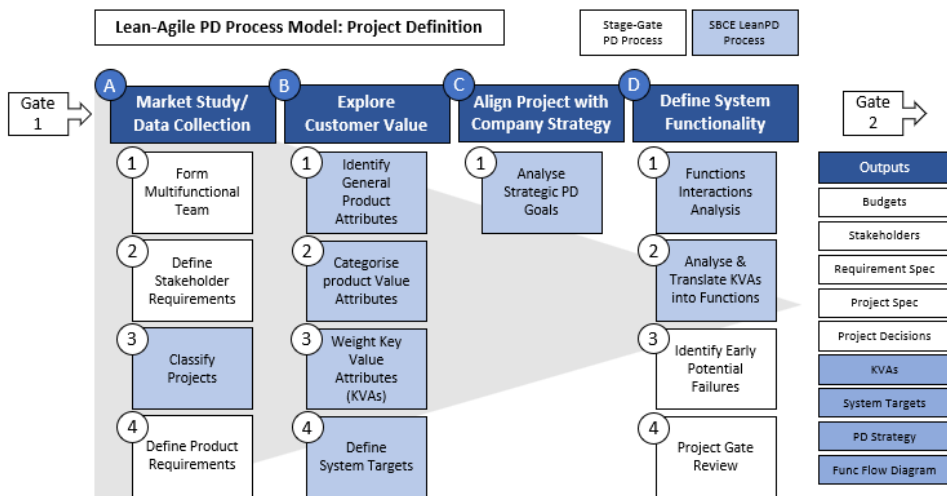 Lean-Agile PD Process Model: Project Definition
Stage-Gate
PD Process
SBCE LeanPD
Process
Gate
1
A
Market Study/
Data Collection
B
Explore
Customer Value
C
Align Project with
Company Strategy
D
Define System
Functionality
Gate
2
1
Form
Multifunctional
Team
2
Define
Stakeholder
Requirements
3
Classify
Projects
4
Define Product
Requirements
1
Identify
General
Product
Attributes
2
Categorise
product Value
Attributes
3
Weight Key
Value
Attributes
(KVAs)
4
Define
System Targets
1
Analyse
Strategic PD
Goals
1
Functions
Interactions
Analysis
2
Analyse &
Translate KVAs
into Functions
3
Identify Early
Potential
Failures
4
Project Gate
Review
Outputs
Budgets
Stakeholders
Requirement Spec
Project Spec
Project Decisions
KVAs
System Targets
PD Strategy
Func Flow Diagram